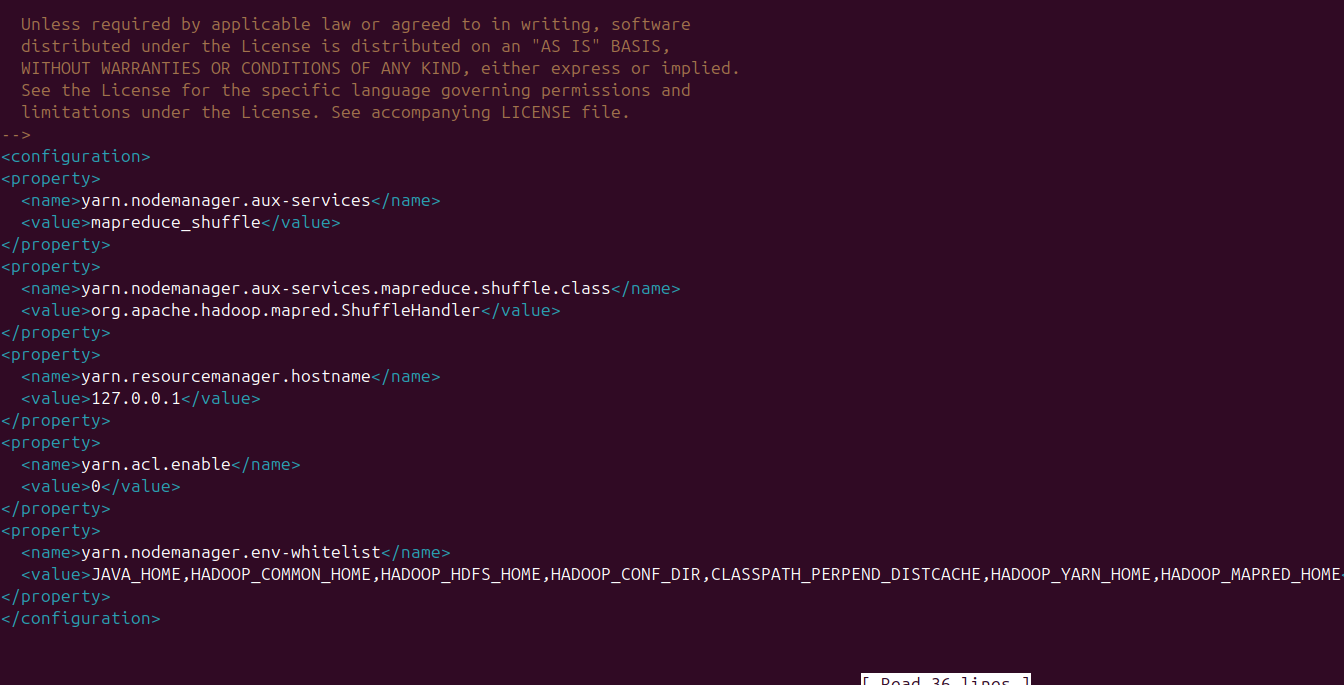 Unless required by applicable law or agreed to in writing, software
distributed under the License is distributed on an "AS IS" BASIS,
WITHOUT WARRANTIES OR CONDITIONS OF ANY KIND, either express or implied.
See the License for the specific language governing permissions and
limitations under the License. See accompanying LICENSE file.
-->
<configuration>
<property>
<name>yarn.nodemanager.aux-services</name>
<value>mapreduce_shuffle</value>
</property>
<property>
<name>yarn.nodemanager.aux-services.mapreduce.shuffle.class</name>
<value>org.apache.hadoop.mapred.ShuffleHandler</value>
</property>
<property>
<name>yarn.resourcemanager.hostname</name>
<value>127.0.0.1</value>
</property>
<property>
<name>yarn.acl.enable</name>
<value>0</value>
</property>
<property>
<name>yarn.nodemanager.env-whitelist</name>
<value>JAVA_HOME,HADOOP_COMMON_HOME,HADOOP_HDFS_HOME,HADOOP_CONF_DIR,CLASSPATH_PERPEND_DISTCACHE,HADOOP_YARN_HOME,HADOOP_MAPRED_HOME<
</property>
</configuration>
[ Read 36 lines ]